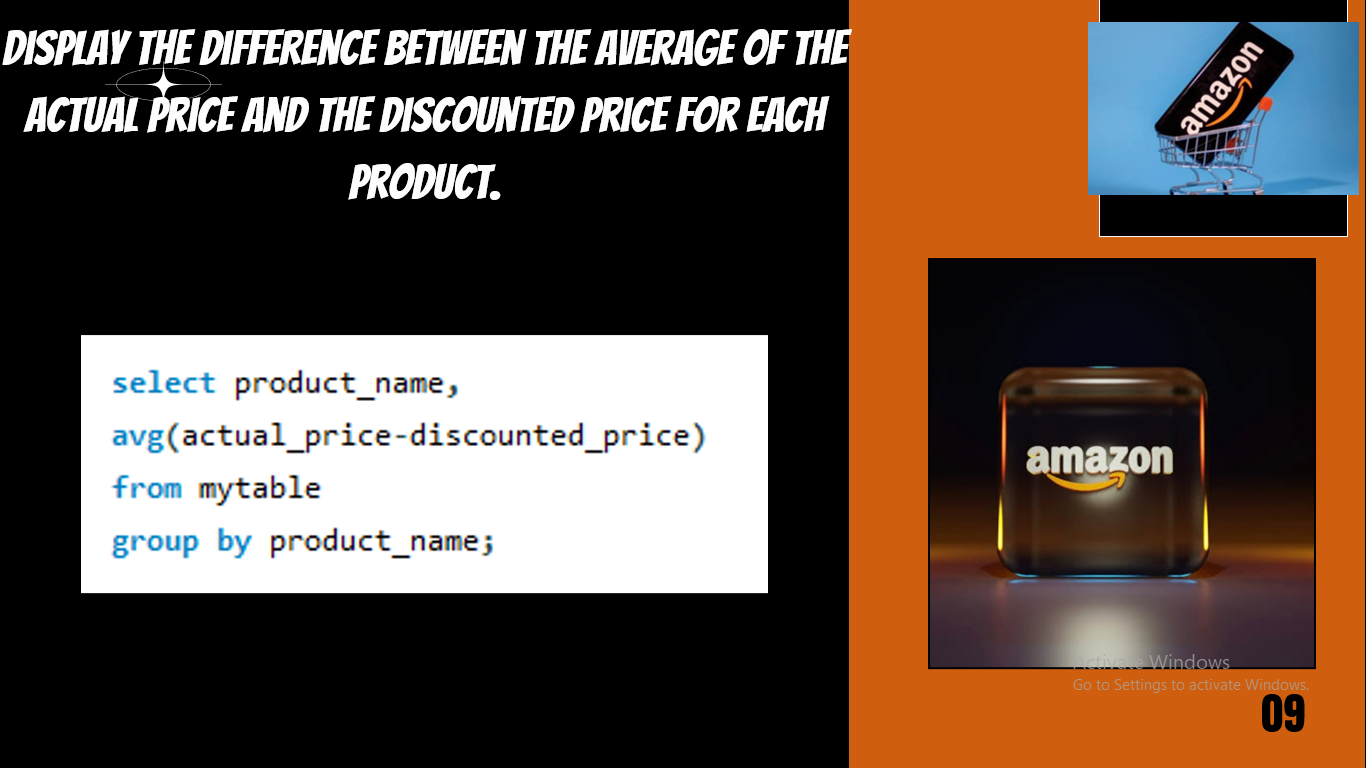 DISPLAY THE DIFFERENCE BETWEEN THE AVERAGE OF THE
ACTUAL PRICE AND THE DISCOUNTED PRICE FOR EACH
PRODUCT.
select product_name,
avg(actual_price-discounted_price)
from mytable
group by product_name;
amazon
amazon
Activate Windows
Go to Settings to activate Windows.
09